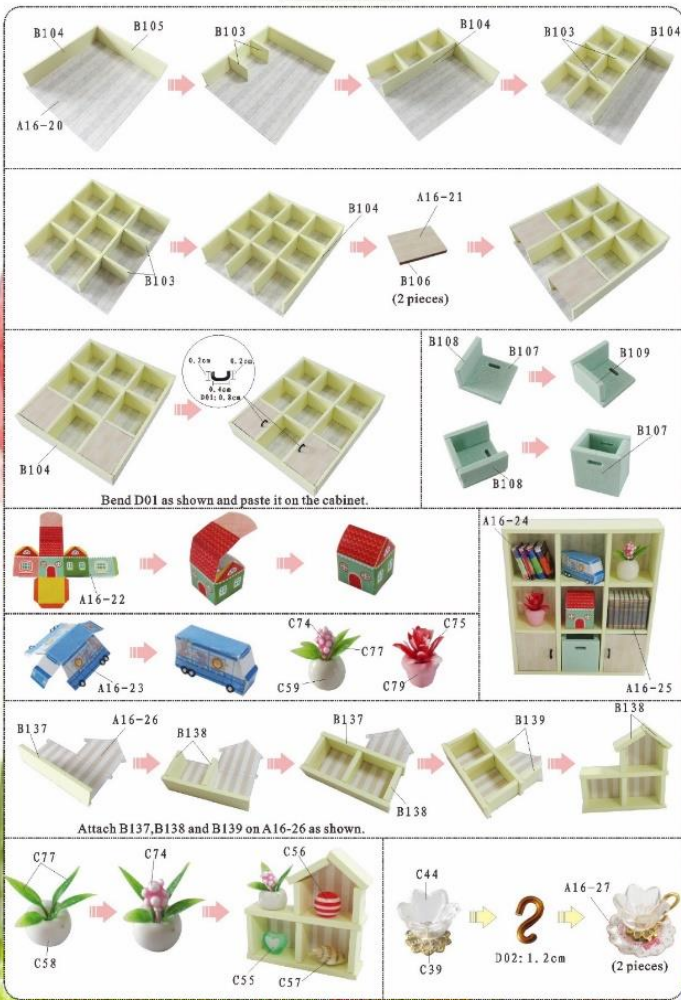 B104
B105
A16-20
B103
B104
B103
B104
B103
B104
A16-21
B106
(2 pieces)
0.2cm
0.2cm
0.4cm
D01:0.8cm
B104
Bend D01 as shown and paste it on the cabinet.
B108
B107
B109
B108
B107
A16-22
A16-24
A16-25
A16-23
C74
C77
C59
C75
C79
B137
A16-26
B138
B137
B138
B139
B138
Attach B137,B138 and B139 on A16-26 as shown.
C77
C58
C74
C56
C55
C57
C44
C39
D02:1.2cm
A16-27
(2 pieces)